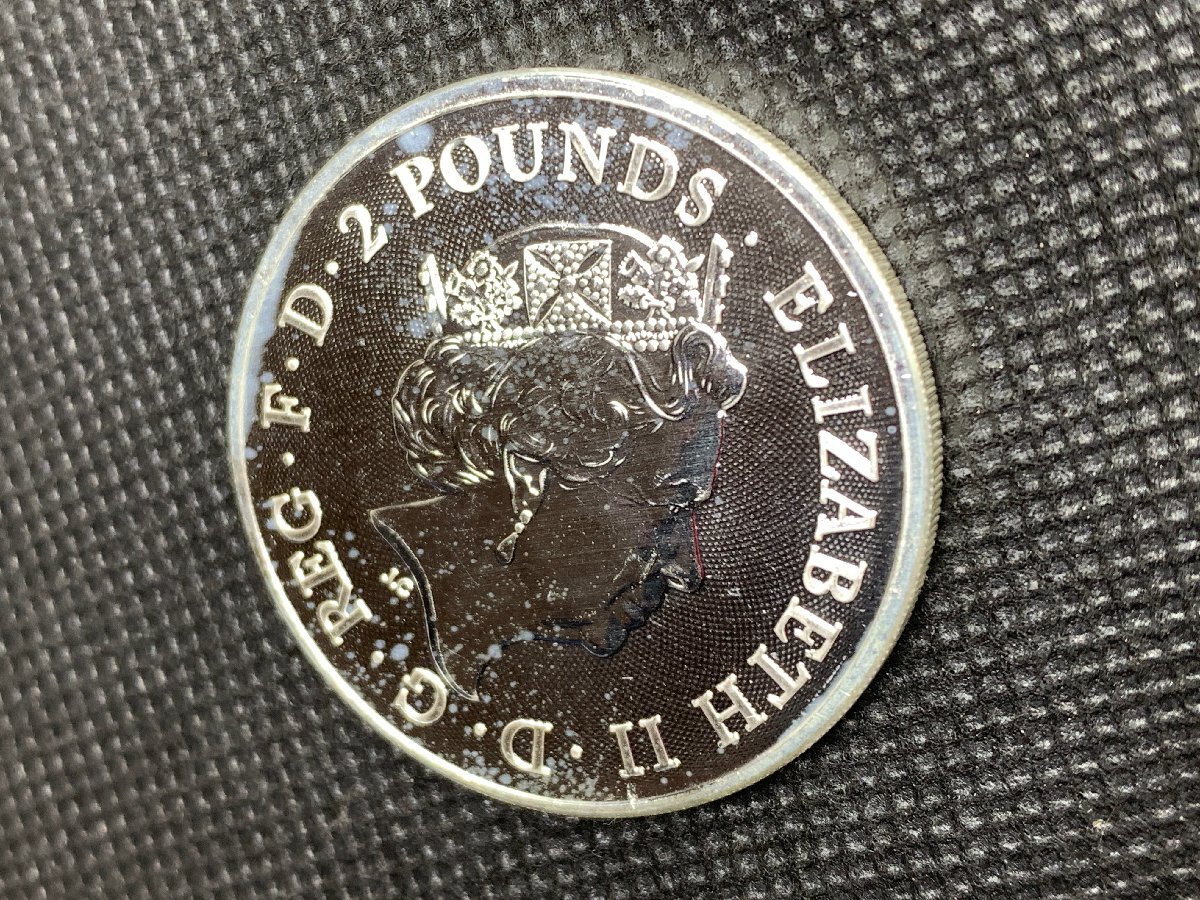 ELIZABETH II · D · G REG · F · D · 2 POUNDS ·